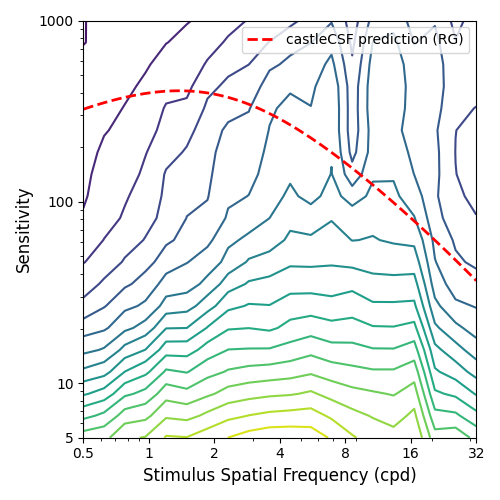 1000
castleCSF prediction (RG)
100
10
5
Sensitivity
0.5 1 2 4 8 16 32
Stimulus Spatial Frequency (cpd)